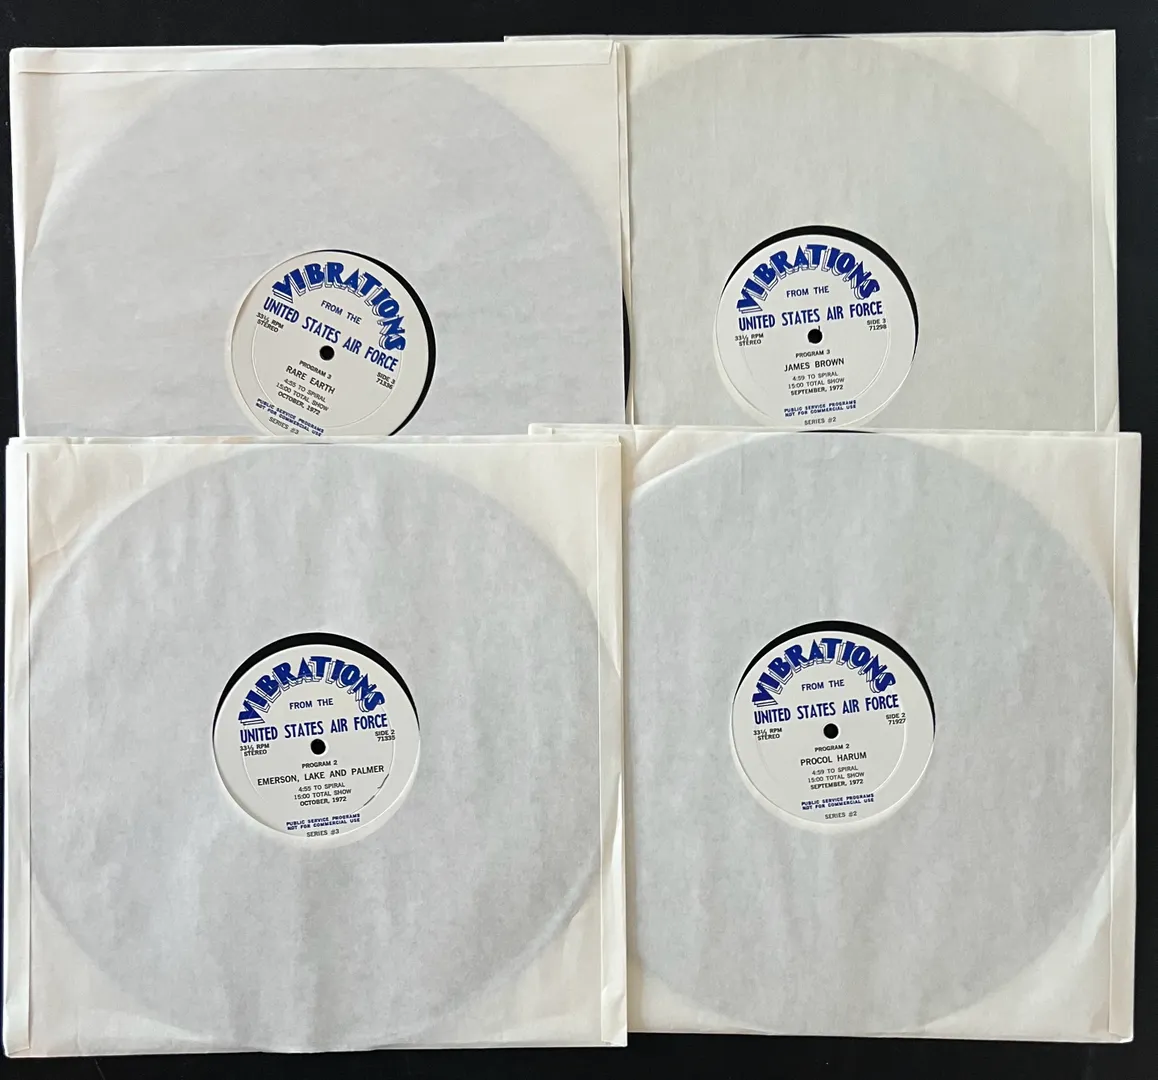 VIBRATIONS
FROM THE
UNITED STATES AIR FORCE
33⅓ RPM
STEREO
SIDE 3
71336
PROGRAM 3
RARE EARTH
4:55 TO SPIRAL
15:00 TOTAL SHOW
OCTOBER, 1972
PUBLIC SERVICE PROGRAMS
NOT FOR COMMERCIAL USE
SERIES #3
VIBRATIONS
FROM THE
UNITED STATES AIR FORCE
33⅓ RPM
STEREO
SIDE 3
71298
PROGRAM 3
JAMES BROWN
4:59 TO SPIRAL
15:00 TOTAL SHOW
SEPTEMBER, 1972
PUBLIC SERVICE PROGRAMS
NOT FOR COMMERCIAL USE
SERIES #2
VIBRATIONS
FROM THE
UNITED STATES AIR FORCE
33⅓ RPM
STEREO
SIDE 2
71335
PROGRAM 2
EMERSON, LAKE AND PALMER
4:55 TO SPIRAL
15:00 TOTAL SHOW
OCTOBER, 1972
PUBLIC SERVICE PROGRAMS
NOT FOR COMMERCIAL USE
SERIES #3
VIBRATIONS
FROM THE
UNITED STATES AIR FORCE
33⅓ RPM
STEREO
SIDE 2
71927
PROGRAM 2
PROCOL HARUM
4:59 TO SPIRAL
15:00 TOTAL SHOW
SEPTEMBER, 1972
PUBLIC SERVICE PROGRAMS
NOT FOR COMMERCIAL USE
SERIES #2